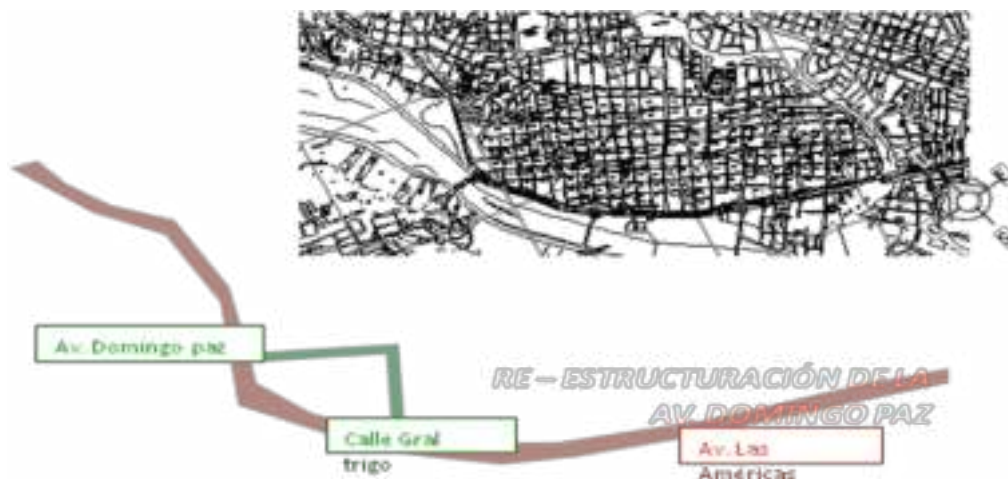 Av. Domingo paz
RE – ESTRUCTURACIÓN DE LA
AV. DOMINGO PAZ
Calle Gral
trigo
Av. Las
Américas